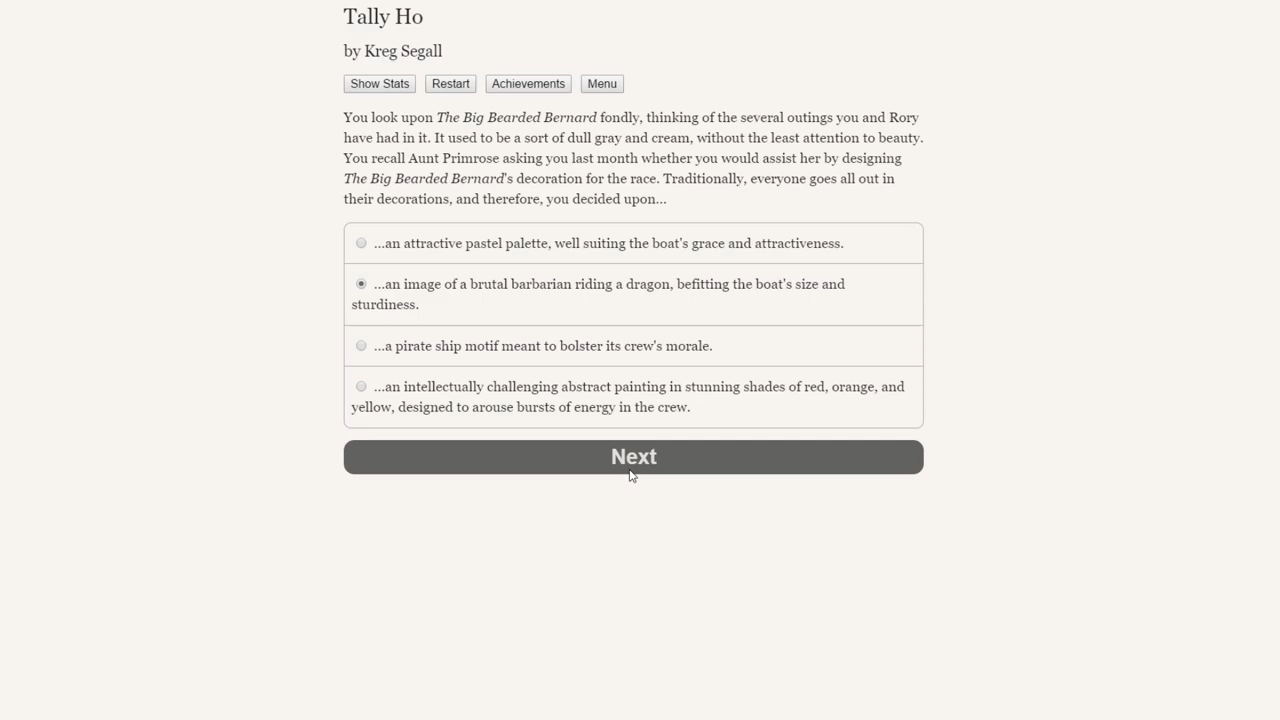 Tally Ho
by Kreg Segall
Show Stats Restart Achievements Menu
You look upon The Big Bearded Bernard fondly, thinking of the several outings you and Rory
have had in it. It used to be a sort of dull gray and cream, without the least attention to beauty.
You recall Aunt Primrose asking you last month whether you would assist her by designing
The Big Bearded Bernard's decoration for the race. Traditionally, everyone goes all out in
their decorations, and therefore, you decided upon...
...an attractive pastel palette, well suiting the boat's grace and attractiveness.
...an image of a brutal barbarian riding a dragon, befitting the boat's size and
sturdiness.
...a pirate ship motif meant to bolster its crew's morale.
...an intellectually challenging abstract painting in stunning shades of red, orange, and
yellow, designed to arouse bursts of energy in the crew.
Next